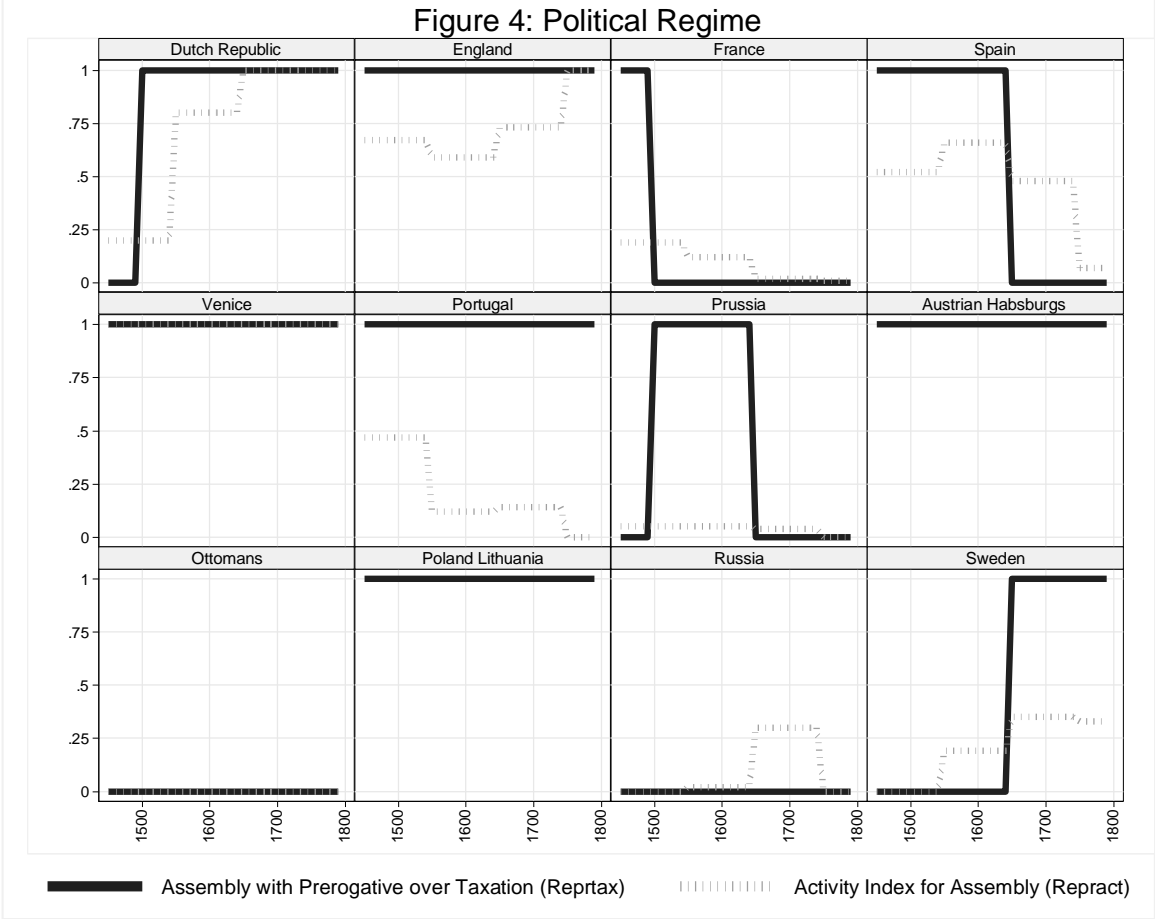 Figure 4: Political Regime
Dutch Republic England France Spain
1
.75
.5
.25
0
Venice Portugal Prussia Austrian Habsburgs
1
.75
.5
.25
0
Ottomans Poland Lithuania Russia Sweden
1
.75
.5
.25
0
1500 1600 1700 1800 1500 1600 1700 1800 1500 1600 1700 1800 1500 1600 1700 1800
Assembly with Prerogative over Taxation (Reprtax) Activity Index for Assembly (Repract)